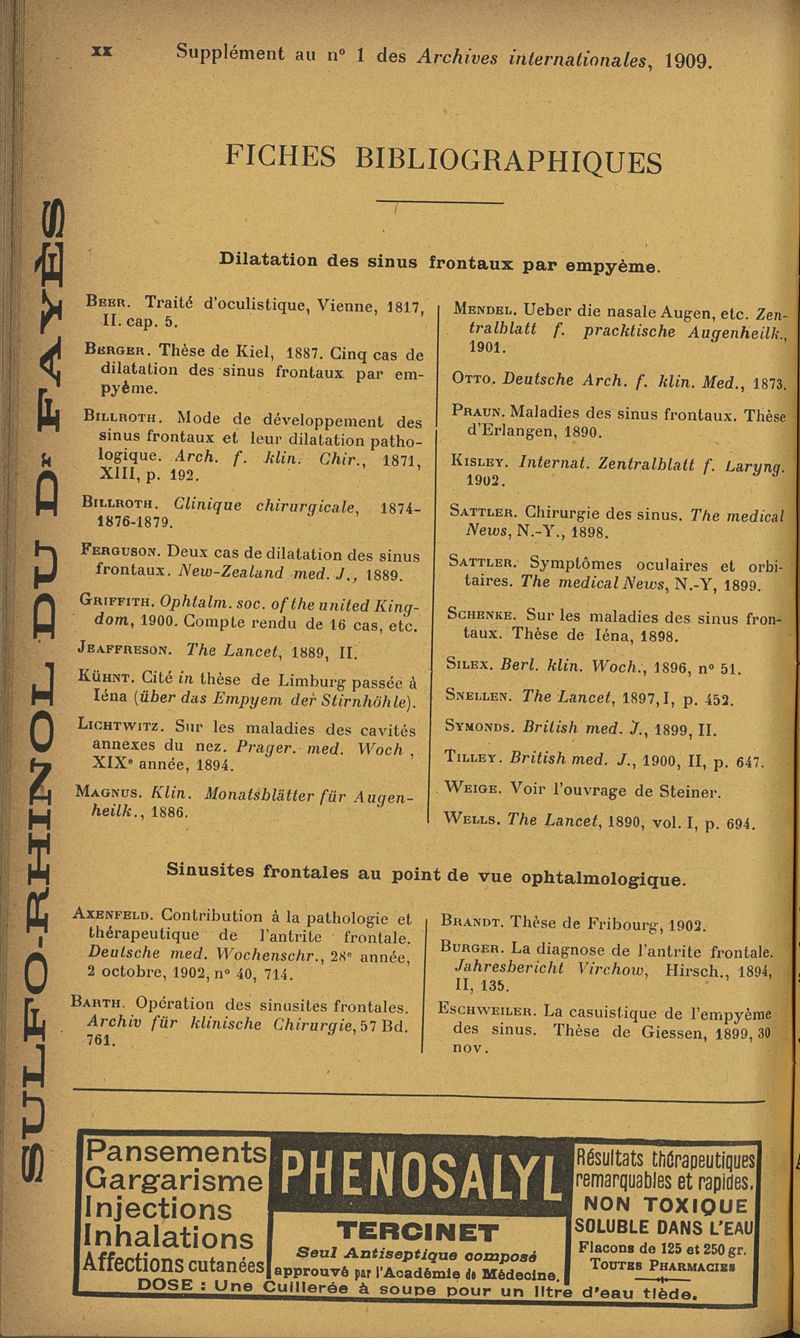 xx Supplément au n° 1 des Archives internationales, 1909.
FICHES BIBLIOGRAPHIQUES
Dilatation des sinus frontaux par empyème.
Beer. Traité d'oculistique, Vienne, 1817,
II. cap. 5.
Berger. Thèse de Kiel, 1887. Cinq cas de
dilatation des sinus frontaux par em-
pyème.
Billroth. Mode de développement des
sinus frontaux et leur dilatation patho-
logique. Arch. f. klin. Chir., 1871,
XIII, p. 192.
Billroth. Clinique chirurgicale, 1874-
1876-1879.
Ferguson. Deux cas de dilatation des sinus
frontaux. New-Zealand med. J., 1889.
Griffith. Ophtalm. soc. of the united King-
dom, 1900. Compte rendu de 16 cas, etc.
Jeaffreson. The Lancet, 1889, II.
Kühnt. Cité in thèse de Limburg passée à
Iéna (über das Empyem der Stirnhöhle).
Lichtwitz. Sur les maladies des cavités
annexes du nez. Prager. med. Woch,
XIXe année, 1894.
Magnus. Klin. Monatsblätter für Augen-
heilk., 1886.
Mendel. Ueber die nasale Augen, etc. Zen-
tralblatt f. pracktische Augenheilk.,
1901.
Otto. Deutsche Arch. f. klin. Med., 1873.
Praun. Maladies des sinus frontaux. Thèse
d'Erlangen, 1890.
Risley. Internat. Zentralblatt f. Laryng.
1902.
Sattler. Chirurgie des sinus. The medical
News, N.-Y., 1898.
Sattler. Symptômes oculaires et orbi-
taires. The medical News, N.-Y, 1899.
Schenke. Sur les maladies des sinus fron-
taux. Thèse de Iéna, 1898.
Silex. Berl. klin. Woch., 1896, n° 51.
Snellen. The Lancet, 1897, I, p. 452.
Symonds. British med. J., 1899, II.
Tilley. British med. J., 1900, II, p. 647.
Weige. Voir l'ouvrage de Steiner.
Wells. The Lancet, 1890, vol. I, p. 694.
Sinusites frontales au point de vue ophtalmologique.
Axenfeld. Contribution à la pathologie et
thérapeutique de l'antrite frontale.
Deutsche med. Wochenschr., 28e année,
2 octobre, 1902, n° 40, 714.
Barth. Opération des sinusites frontales.
Archiv für klinische Chirurgie, 57 Bd.
761.
Brandt. Thèse de Fribourg, 1902.
Burger. La diagnose de l'antrite frontale.
Jahresbericht Virchow, Hirsch., 1894,
II, 135.
Eschweiler. La casuistique de l'empyème
des sinus. Thèse de Giessen, 1899, 30
nov.
SULFO-RHINOL DU Dr FAYÈS
Pansements
Gargarisme
Injections
Inhalations
Affections cutanées
PHENOSALYL
TERCINET
Seul Antiseptique composé
approuvé par l'Académie de Médecine.
Résultats thérapeutiques
remarquables et rapides.
NON TOXIQUE
SOLUBLE DANS L'EAU
Flacons de 125 et 250 gr.
Toutes Pharmacies
DOSE : Une Cuillerée à soupe pour un litre d'eau tiède.